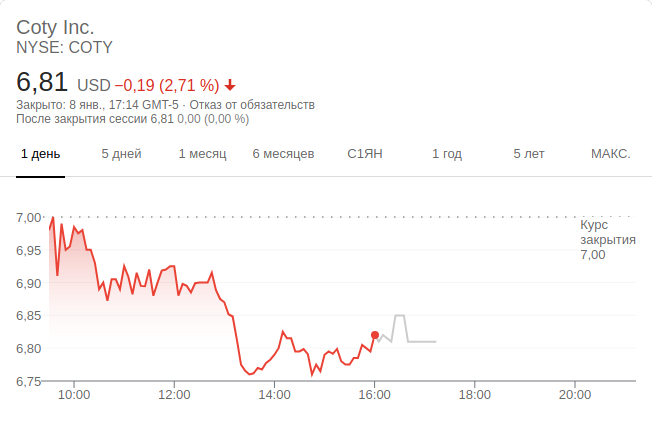 Coty Inc.
NYSE: COTY
6,81 USD −0,19 (2,71 %)
Закрыто: 8 янв., 17:14 GMT-5 · Отказ от обязательств
После закрытия сессии 6,81 0,00 (0,00 %)
1 день 5 дней 1 месяц 6 месяцев С1ЯН 1 год 5 лет МАКС.
7,00
6,95
6,90
6,85
6,80
6,75
Курс
закрытия
7,00
10:00 12:00 14:00 16:00 18:00 20:00